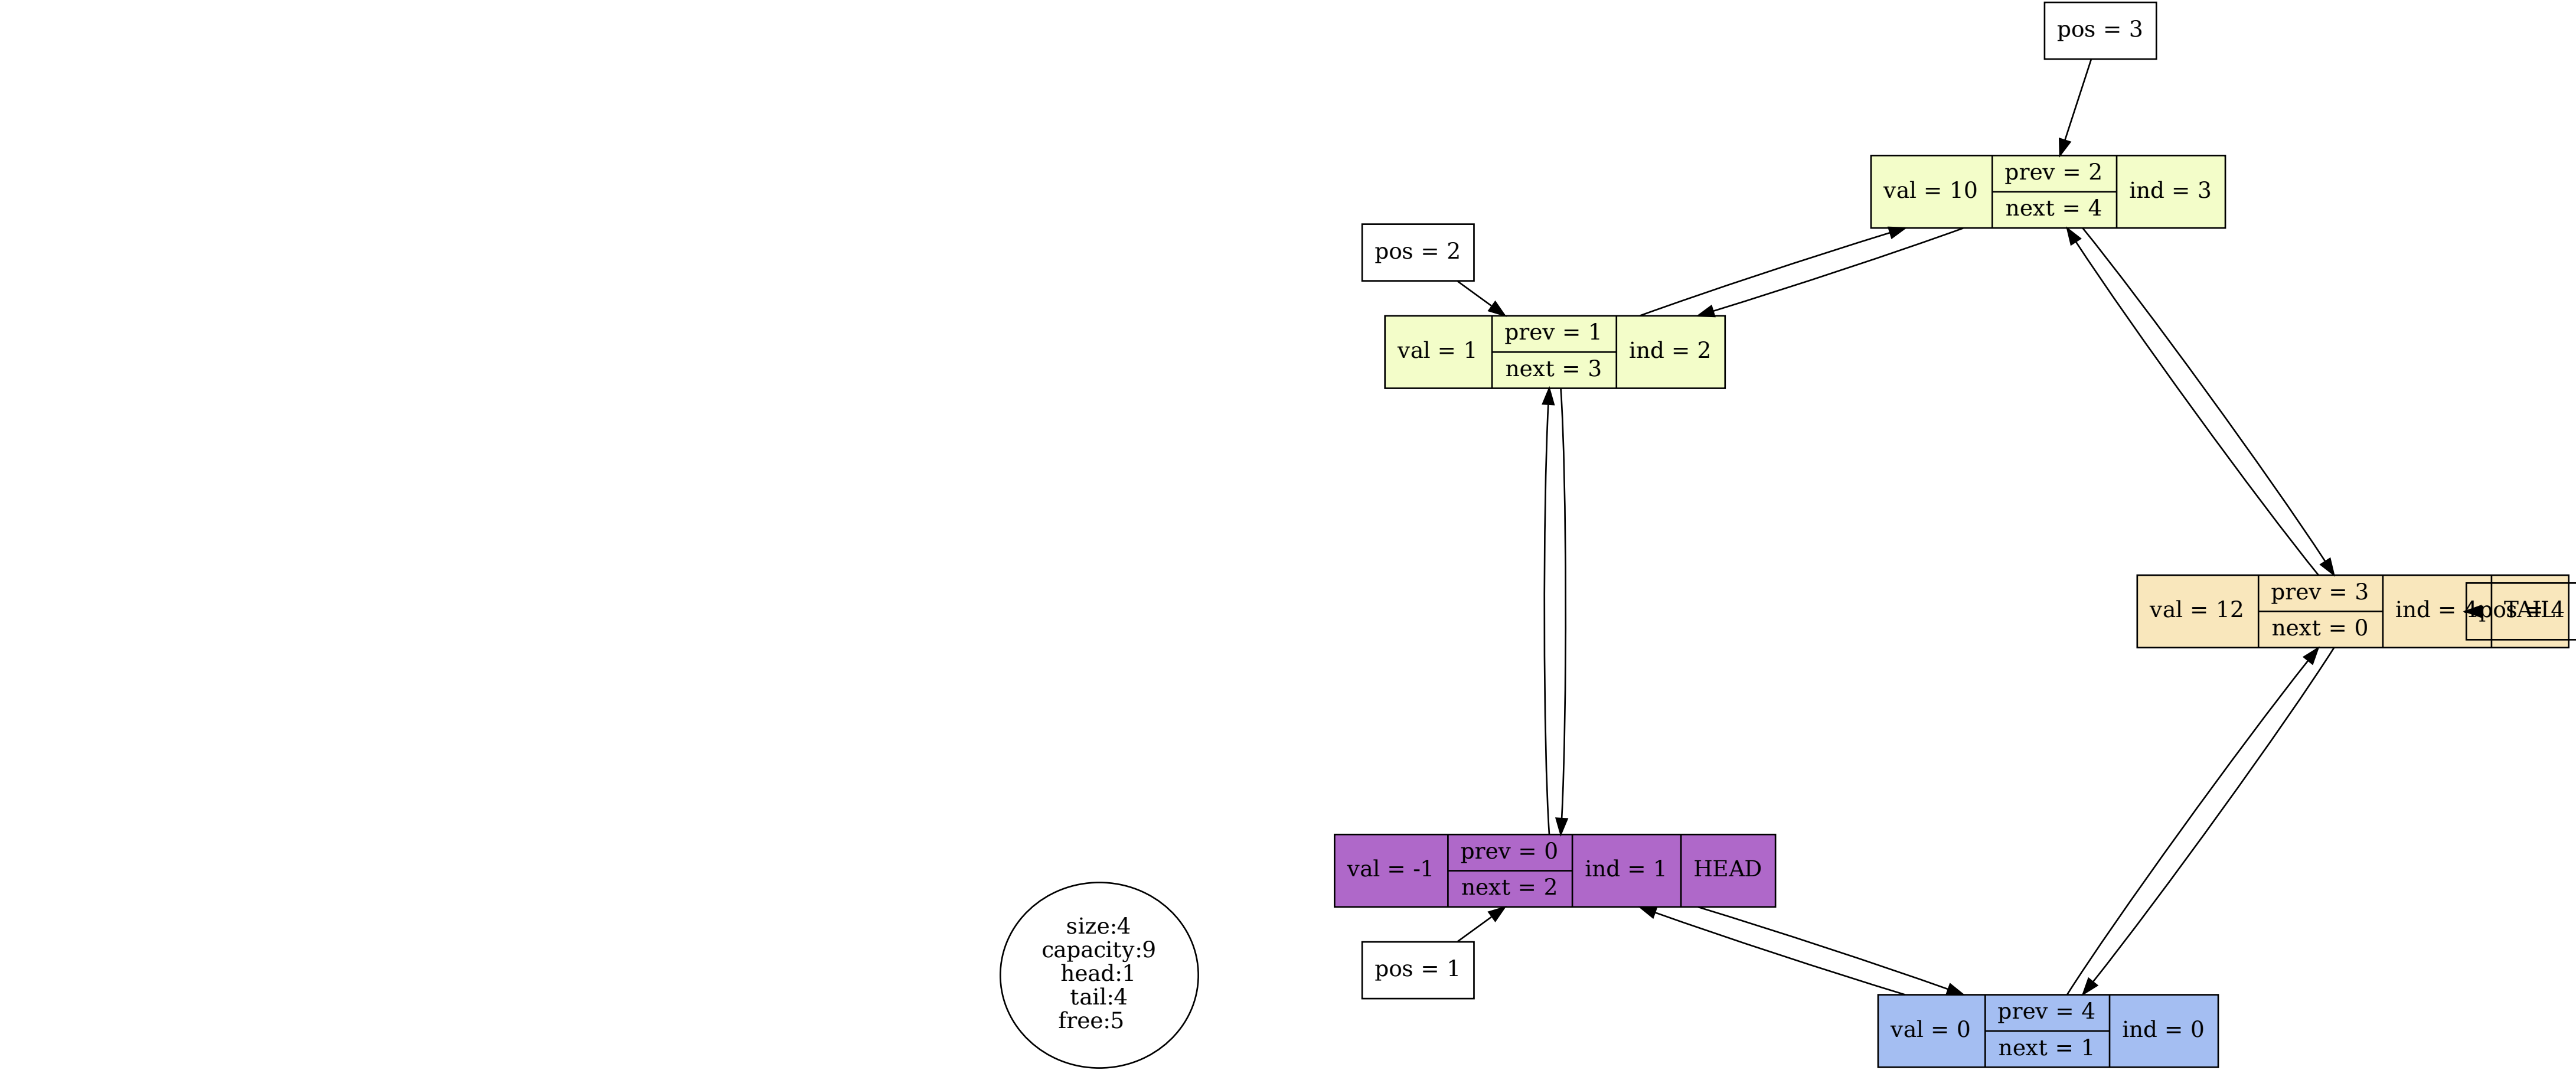 pos = 3
val = 10
prev = 2
next = 4
ind = 3
pos = 2
val = 1
prev = 1
next = 3
ind = 2
val = 12
prev = 3
next = 0
ind = 4
pos = 4
TAIL
val = -1
prev = 0
next = 2
ind = 1
HEAD
pos = 1
size:4
capacity:9
head:1
tail:4
free:5
val = 0
prev = 4
next = 1
ind = 0